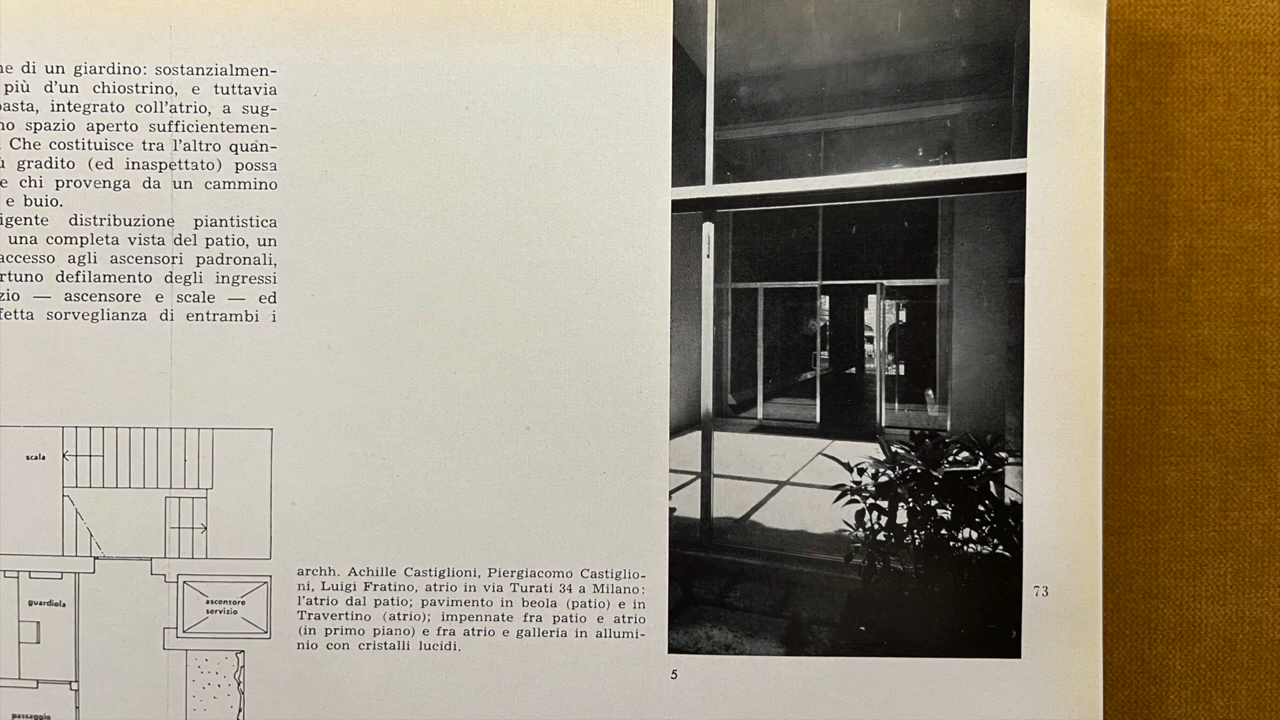 ne di un giardino: sostanzialmen-
più d'un chiostrino, e tuttavia
basta, integrato coll'atrio, a sug-
no spazio aperto sufficientemen-
Che costituisce tra l'altro quan-
ù gradito (ed inaspettato) possa
e chi provenga da un cammino
e buio.
igente distribuzione piantistica
una completa vista del patio, un
accesso agli ascensori padronali,
rtuno defilamento degli ingressi
zio — ascensore e scale — ed
fetta sorveglianza di entrambi i
scala
guardiola
ascensore
servizio
passaggio
archh. Achille Castiglioni, Piergiacomo Castiglio-
ni, Luigi Fratino, atrio in via Turati 34 a Milano:
l'atrio dal patio; pavimento in beola (patio) e in
Travertino (atrio); impennate fra patio e atrio
(in primo piano) e fra atrio e galleria in allumi-
nio con cristalli lucidi.
5
73